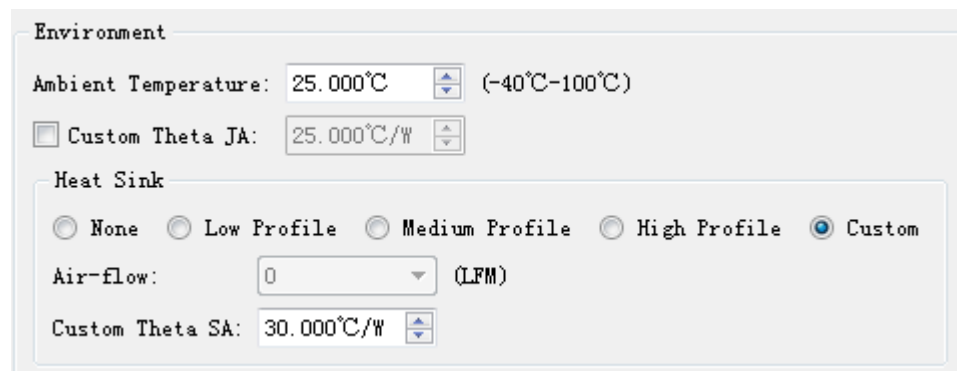 Environment
Ambient Temperature: 25.000℃ (-40℃-100℃)
Custom Theta JA: 25.000℃/W
Heat Sink
None Low Profile Medium Profile High Profile Custom
Air-flow: 0 (LFM)
Custom Theta SA: 30.000℃/W